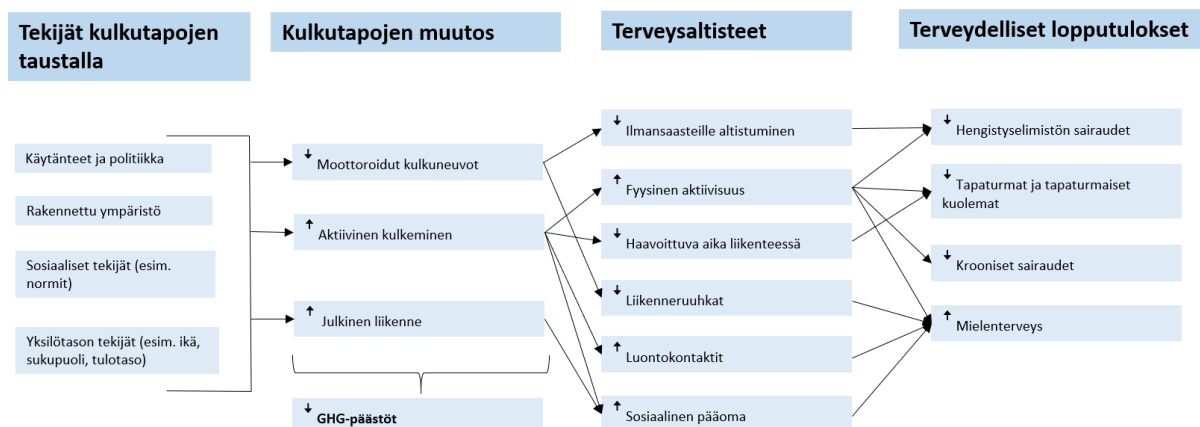 Tekijät kulkutapojen
taustalla
Kulkutapojen muutos
Terveysaltisteet
Terveydelliset lopputulokset
Käytänteet ja politiikka
Rakennettu ympäristö
Sosiaaliset tekijät (esim.
normit)
Yksilötason tekijät (esim. ikä,
sukupuoli, tulotaso)
Moottoroidut kulkuneuvot
Aktiivinen kulkeminen
Julkinen liikenne
GHG-päästöt
Ilmansaasteille altistuminen
Fyysinen aktiivisuus
Haavoittuva aika liikenteessä
Liikenneruuhkat
Luontokontaktit
Sosiaalinen pääoma
Hengistyselimistön sairaudet
Tapaturmat ja tapaturmaiset
kuolemat
Krooniset sairaudet
Mielenterveys